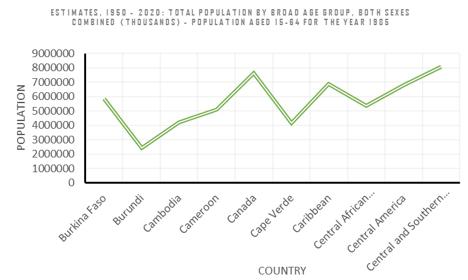 ESTIMATES, 1950 - 2020: TOTAL POPULATION BY BROAD AGE GROUP, BOTH SEXES
COMBINED (THOUSANDS) - POPULATION AGED 15-64 FOR THE YEAR 1985
9000000
8000000
7000000
6000000
5000000
4000000
3000000
2000000
1000000
0
POPULATION
Burkina Faso
Burundi
Cambodia
Cameroon
Canada
Cape Verde
Caribbean
Central African...
Central America
Central and Southern...
COUNTRY